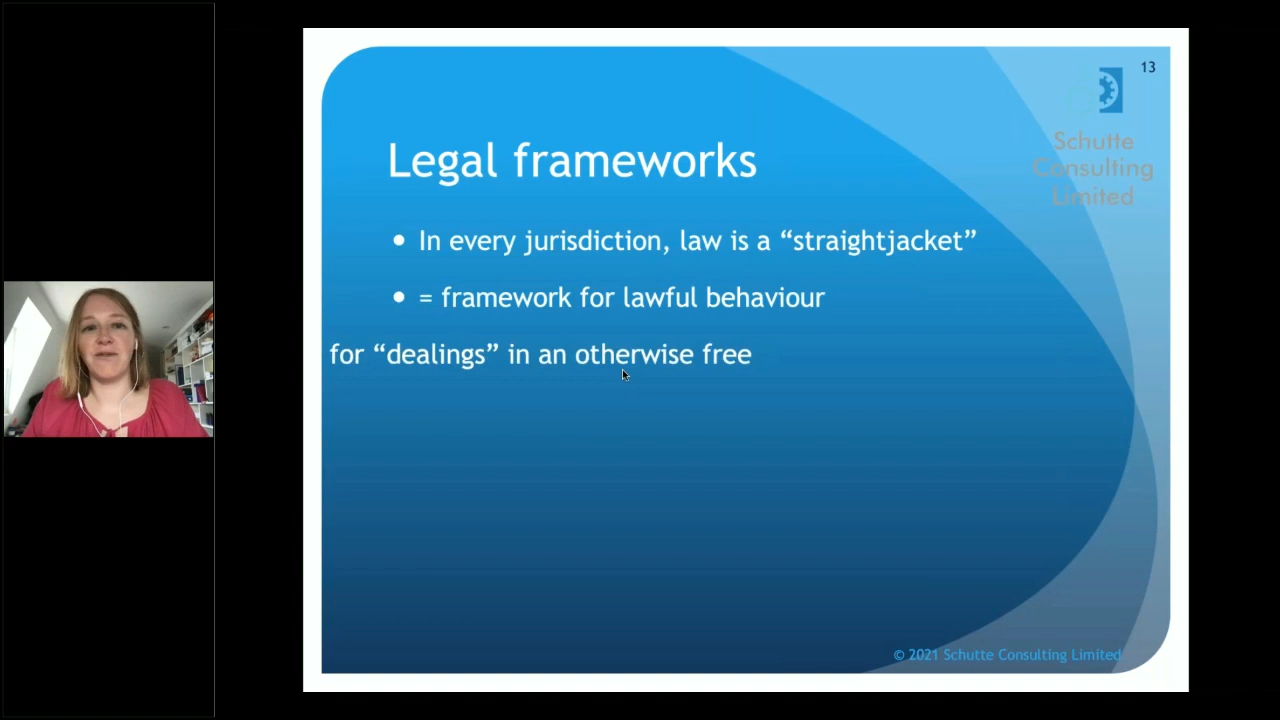 13
Schutte
Consulting
Limited
Legal frameworks
• In every jurisdiction, law is a “straightjacket”
• = framework for lawful behaviour
for “dealings” in an otherwise free
© 2021 Schutte Consulting Limited